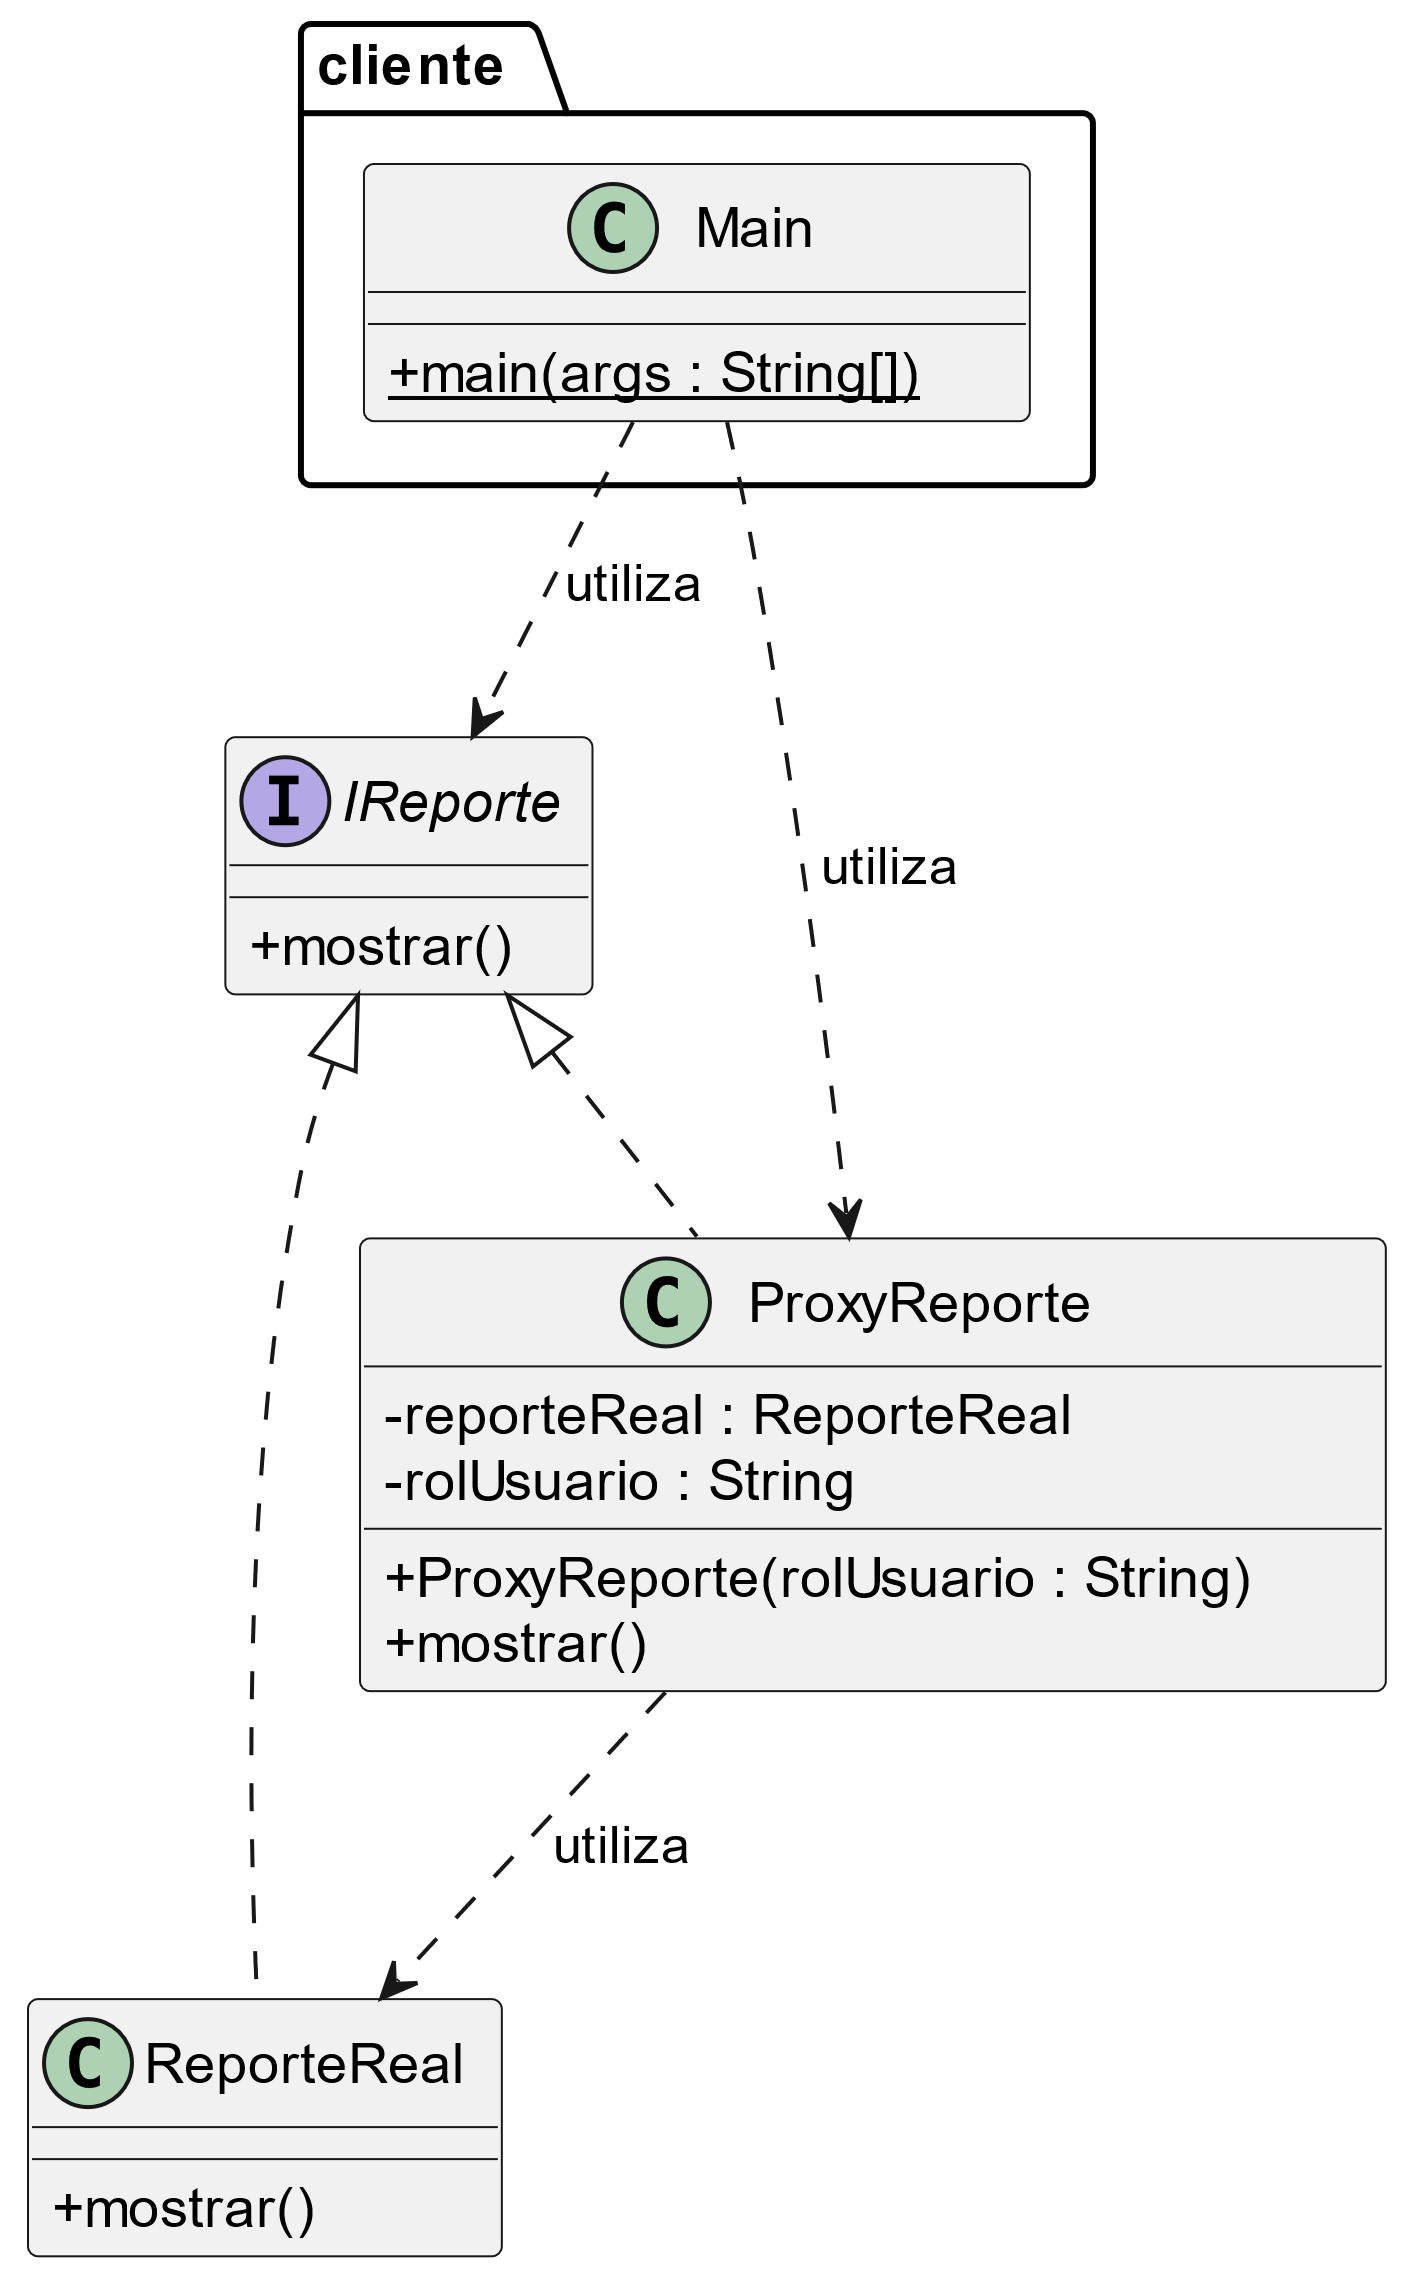 cliente
C Main
+main(args : String[])
utiliza
I IReporte
utiliza
+mostrar()
C ProxyReporte
-reporteReal : ReporteReal
-rolUsuario : String
+ProxyReporte(rolUsuario : String)
+mostrar()
utiliza
C ReporteReal
+mostrar()